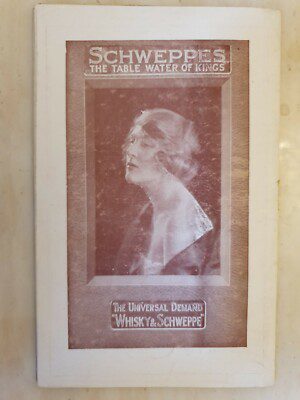 SCHWEPPES
THE TABLE WATER OF KINGS
THE UNIVERSAL DEMAND
"WHISKY & SCHWEPPE"